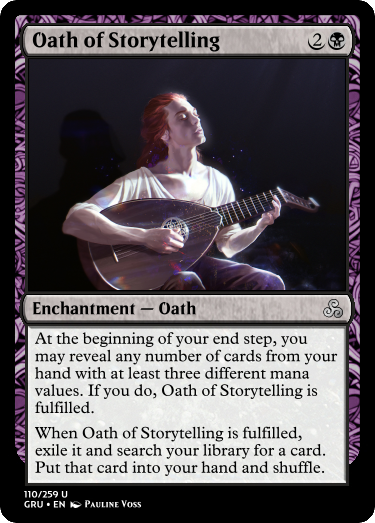 Oath of Storytelling 2
Enchantment — Oath
At the beginning of your end step, you
may reveal any number of cards from your
hand with at least three different mana
values. If you do, Oath of Storytelling is
fulfilled.
When Oath of Storytelling is fulfilled,
exile it and search your library for a card.
Put that card into your hand and shuffle.
110/259 U
GRU • EN Pauline Voss